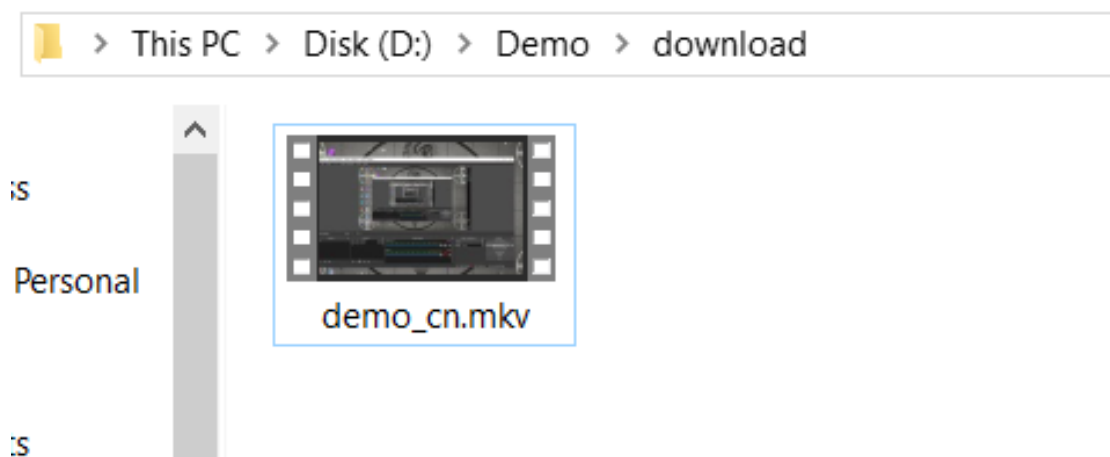 > This PC > Disk (D:) > Demo > download
ss
Personal
demo_cn.mkv
ts